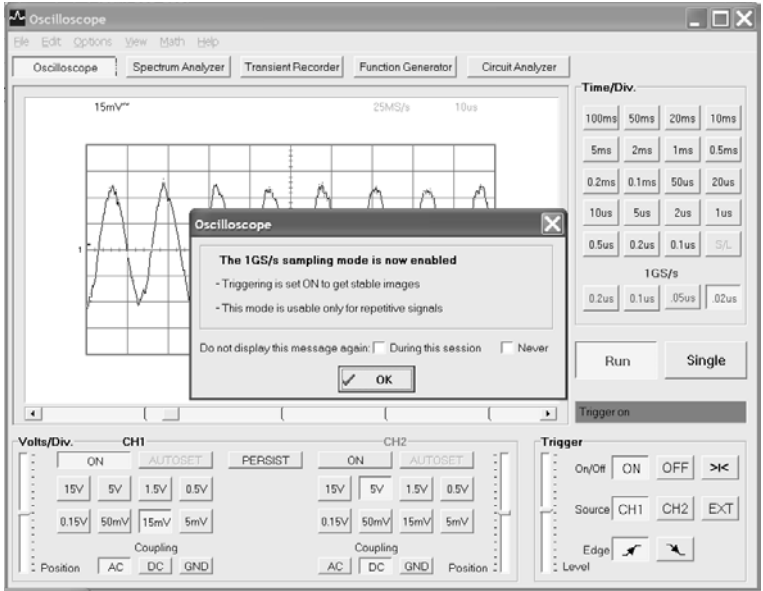 Oscilloscope
File Edit Options View Math Help
Oscilloscope Spectrum Analyzer Transient Recorder Function Generator Circuit Analyzer
15mV~ 25MS/s 10us
1
Time/Div.
100ms 50ms 20ms 10ms
5ms 2ms 1ms 0.5ms
0.2ms 0.1ms 50us 20us
10us 5us 2us 1us
0.5us 0.2us 0.1us S/L
1GS/s
0.2us 0.1us .05us .02us
Oscilloscope
The 1GS/s sampling mode is now enabled
- Triggering is set ON to get stable images
- This mode is usable only for repetitive signals
Do not display this message again: During this session Never
OK
Run Single
Trigger on
Volts/Div. CH1 CH2
ON AUTOSET PERSIST ON AUTOSET
15V 5V 1.5V 0.5V 15V 5V 1.5V 0.5V
0.15V 50mV 15mV 5mV 0.15V 50mV 15mV 5mV
Coupling Coupling
Position AC DC GND AC DC GND Position
Trigger
On/Off ON OFF
Source CH1 CH2 EXT
Edge
Level